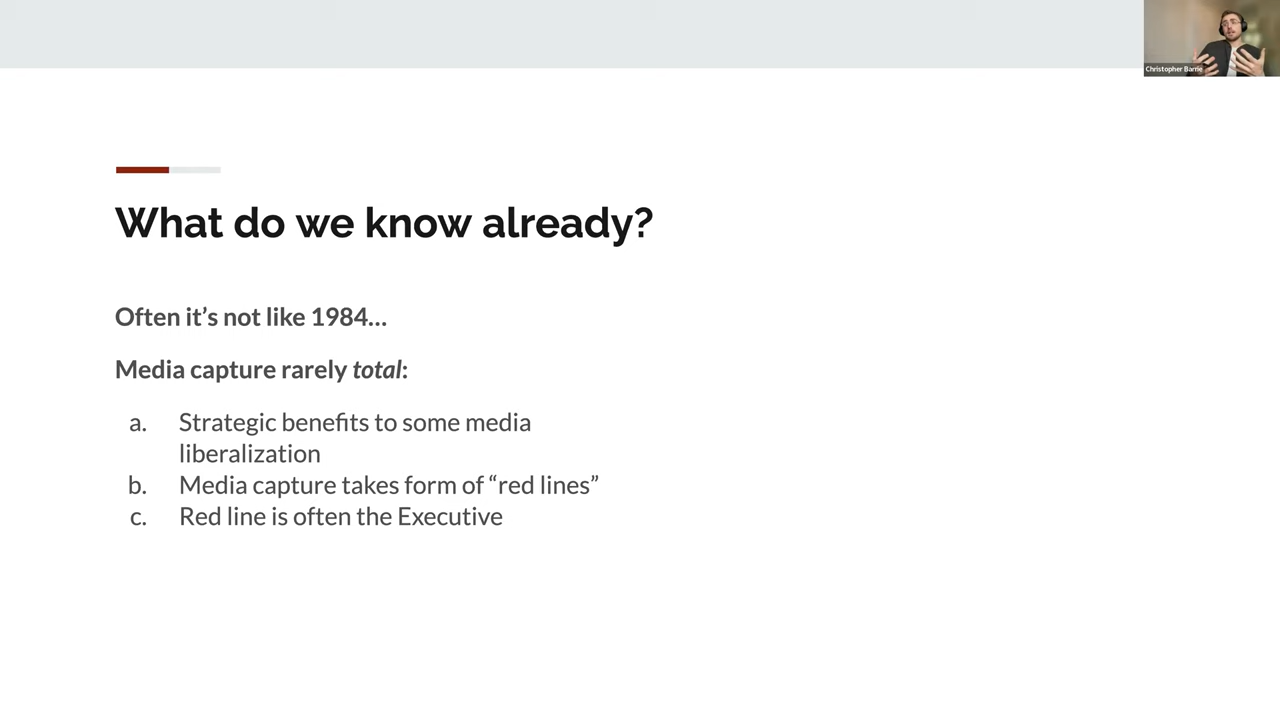 Christopher Barrie
What do we know already?
Often it’s not like 1984...
Media capture rarely total:
a. Strategic benefits to some media
liberalization
b. Media capture takes form of “red lines”
c. Red line is often the Executive